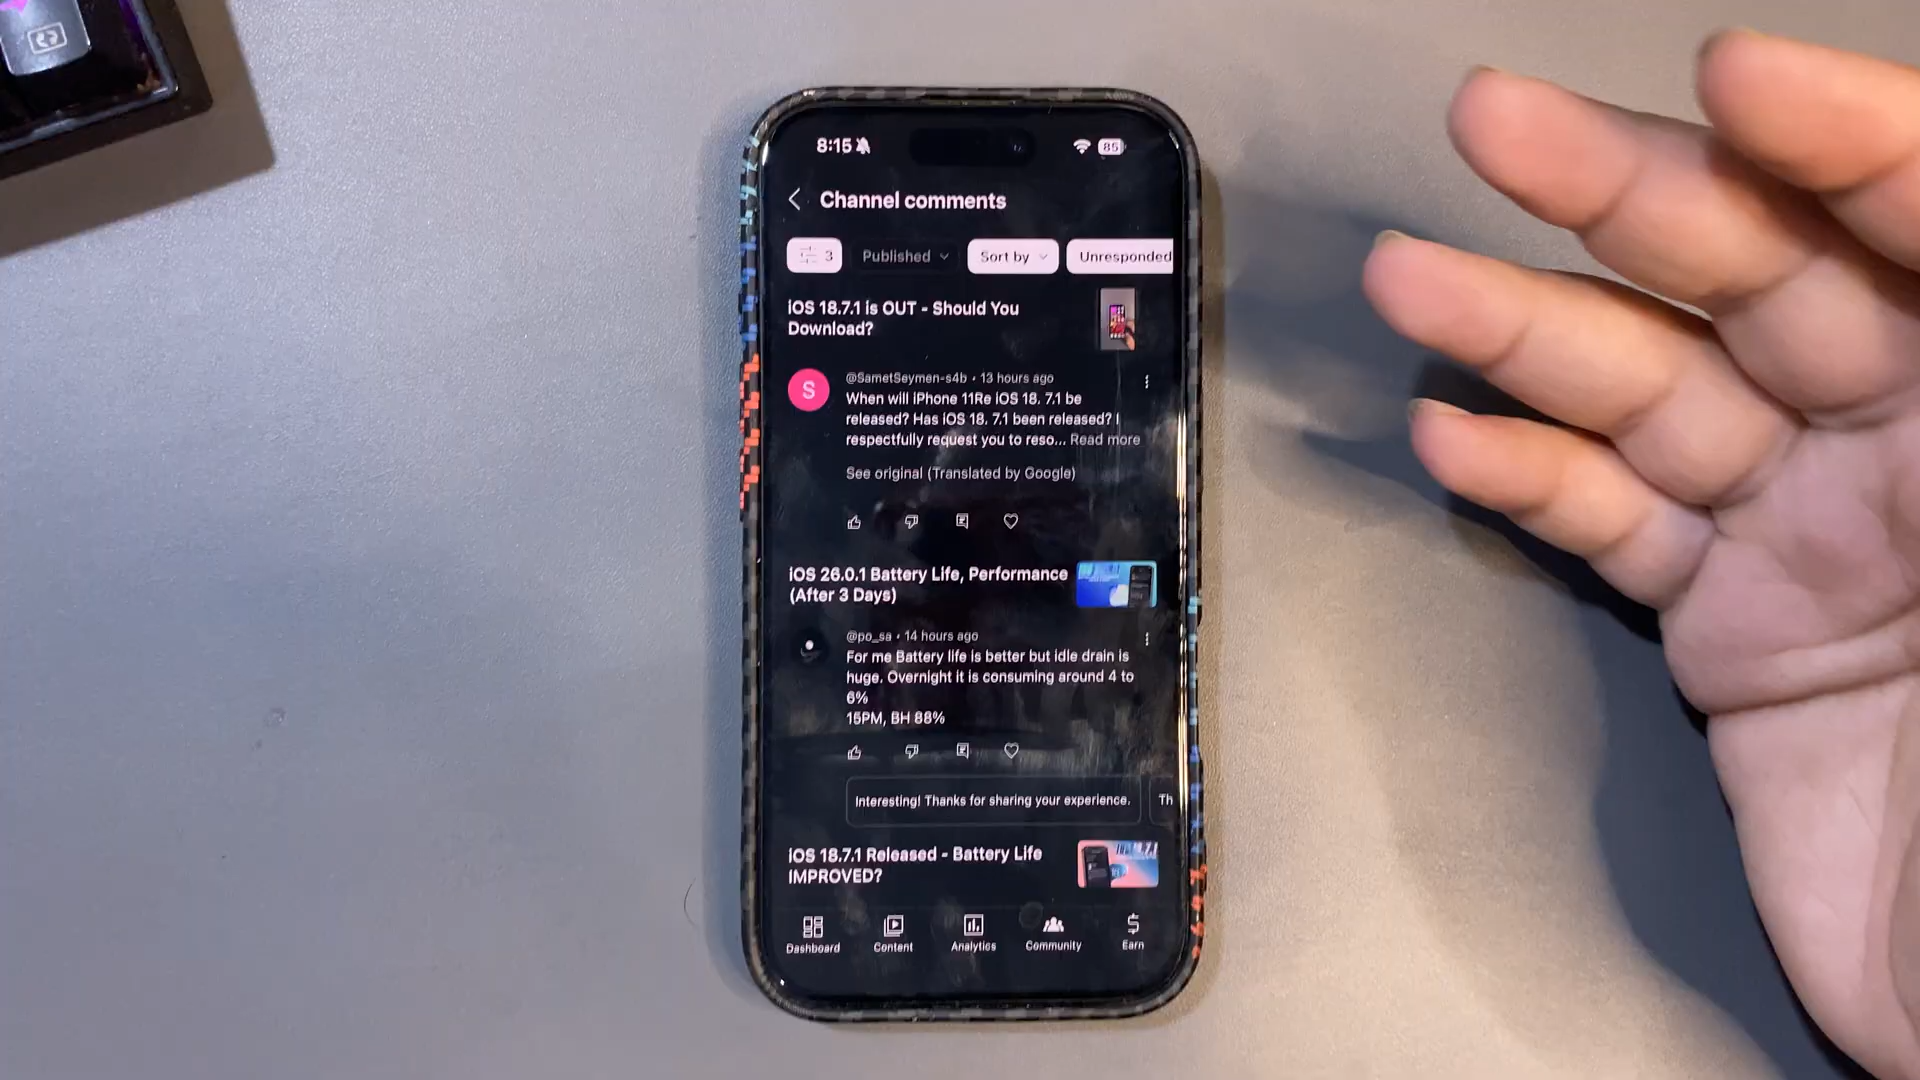 8:15
85
Channel comments
3
Published
Sort by
Unresponded
iOS 18.7.1 is OUT - Should You
Download?
S
@SametSeymen-s4b • 13 hours ago
When will iPhone 11Re iOS 18. 7.1 be
released? Has iOS 18. 7.1 been released? I
respectfully request you to reso... Read more
See original (Translated by Google)
iOS 26.0.1 Battery Life, Performance
(After 3 Days)
@po_sa • 14 hours ago
For me Battery life is better but idle drain is
huge. Overnight it is consuming around 4 to
6%
15PM, BH 88%
Interesting! Thanks for sharing your experience.
Th
iOS 18.7.1 Released - Battery Life
IMPROVED?
Dashboard
Content
Analytics
Community
Earn